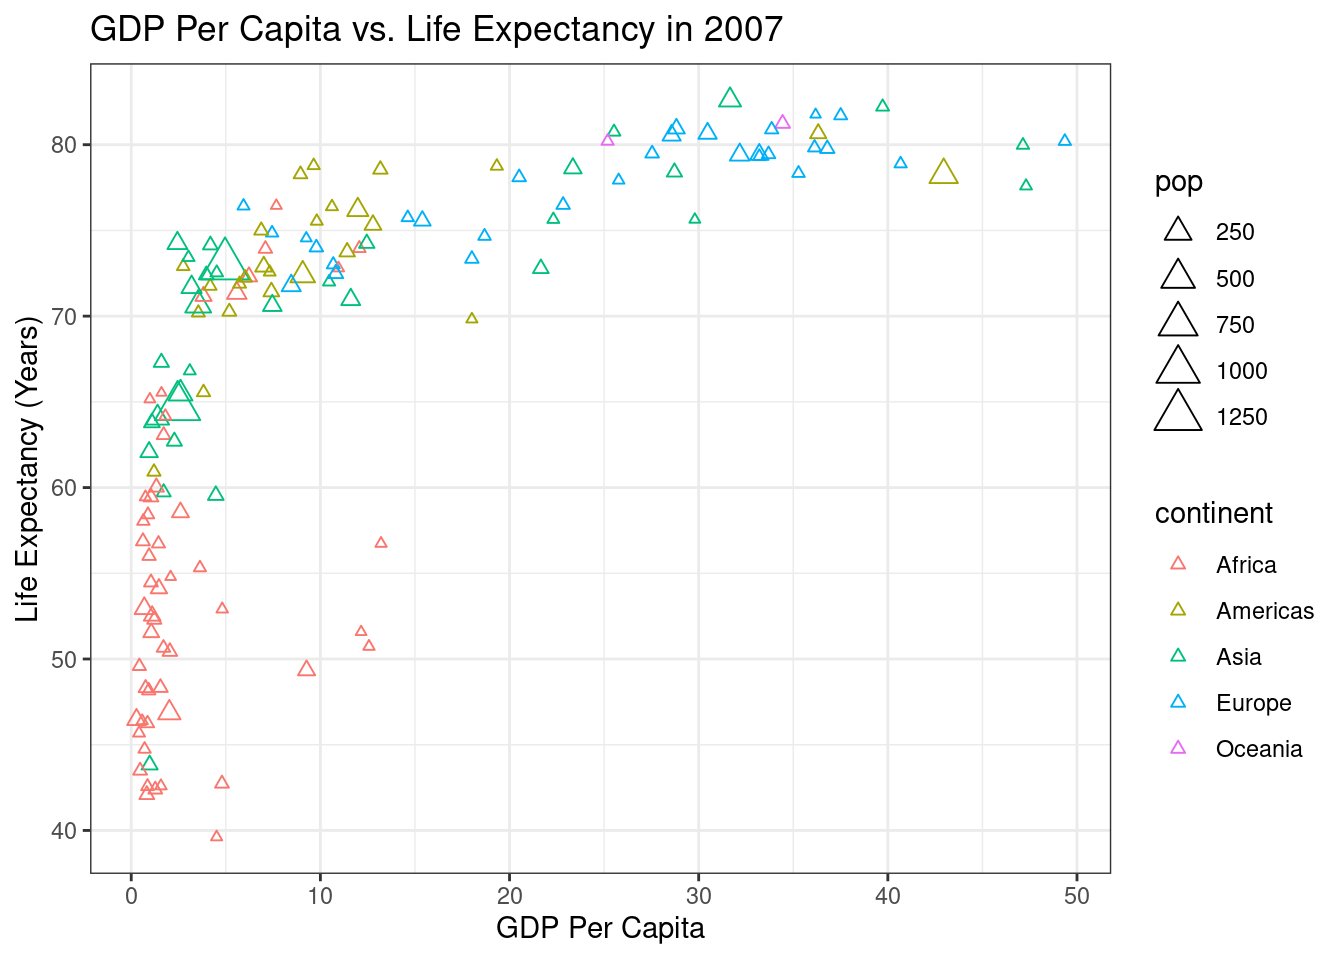 GDP Per Capita vs. Life Expectancy in 2007
Life Expectancy (Years)
80
70
60
50
40
0 10 20 30 40 50
GDP Per Capita
pop
250
500
750
1000
1250
continent
Africa
Americas
Asia
Europe
Oceania